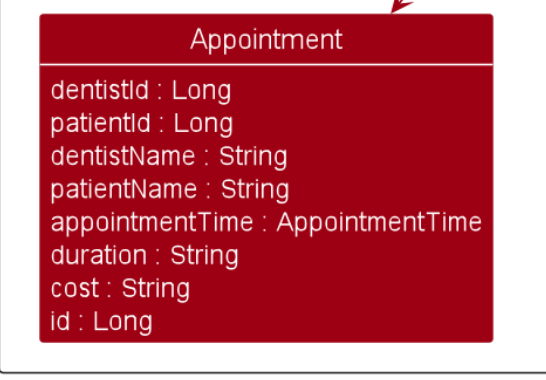 Appointment
dentistId : Long
patientId : Long
dentistName : String
patientName : String
appointmentTime : AppointmentTime
duration : String
cost : String
id : Long